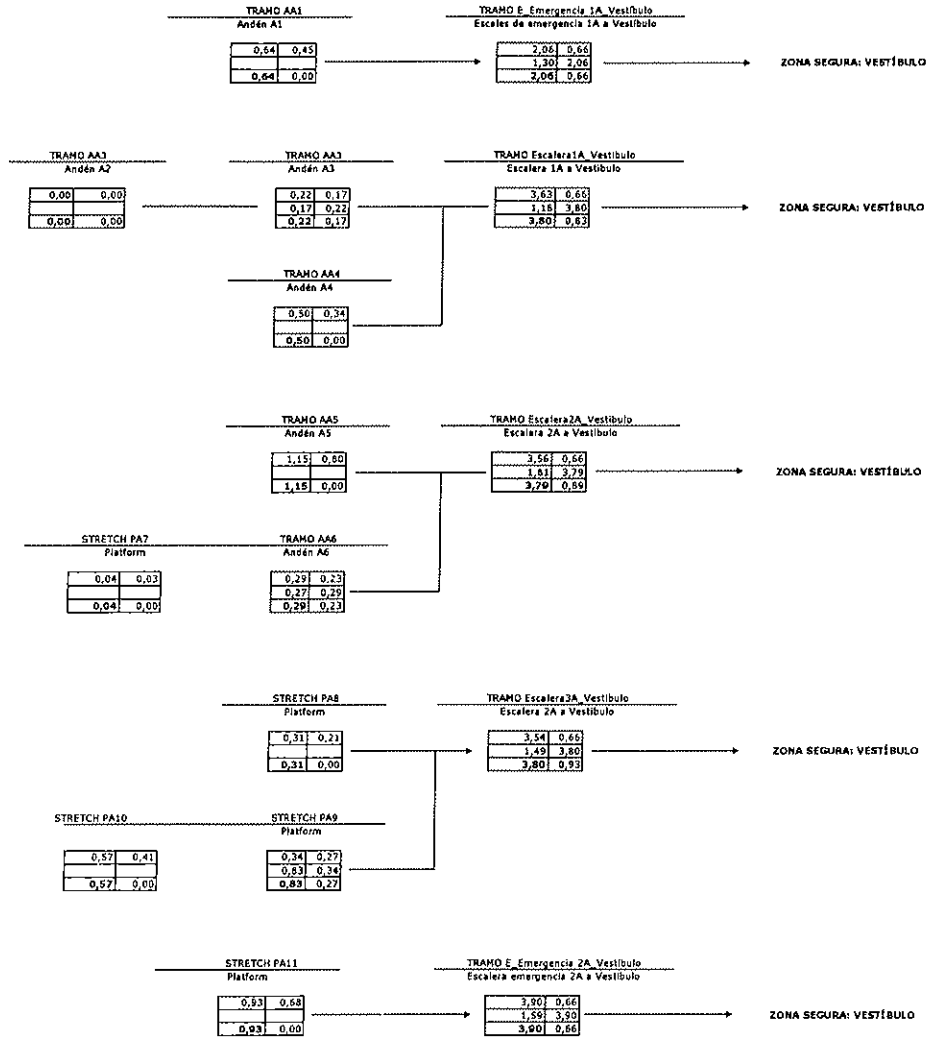 TRAMO AA1
Andén A1
0,64 0,45
0,64 0,00
TRAMO E_Emergencia 1A_Vestíbulo
Escales de emergencia 1A a Vestíbulo
2,06 0,66
1,30 2,06
2,06 0,66
ZONA SEGURA: VESTÍBULO
TRAMO AA3
Andén A2
0,00 0,00
0,00 0,00
TRAMO AA3
Andén A3
0,22 0,17
0,17 0,22
0,22 0,17
TRAMO Escalera1A_Vestíbulo
Escalera 1A a Vestíbulo
3,63 0,66
3,80
3,80 0,83
ZONA SEGURA: VESTÍBULO
TRAMO AA4
Andén A4
0,50 0,34
0,50 0,00
TRAMO AA5
Andén A5
1,15 0,80
1,15 0,00
TRAMO Escalera2A_Vestíbulo
Escalera 2A a Vestíbulo
3,56 0,66
1,81 3,79
3,79 0,89
ZONA SEGURA: VESTÍBULO
STRETCH PA7
Platform
0,04 0,03
0,04 0,00
TRAMO AA6
Andén A6
0,29 0,23
0,27 0,29
0,29 0,23
STRETCH PA8
Platform
0,31 0,21
0,31 0,00
TRAMO Escalera3A_Vestíbulo
Escalera 2A a Vestíbulo
3,54 0,66
1,49 3,80
3,80 0,93
ZONA SEGURA: VESTÍBULO
STRETCH PA10
0,57 0,41
0,57 0,00
STRETCH PA9
Platform
0,34 0,27
0,83 0,34
0,83 0,27
STRETCH PA11
Platform
0,93 0,68
0,93 0,00
TRAMO E_Emergencia 2A_Vestíbulo
Escalera emergencia 2A a Vestíbulo
3,90 0,66
1,59 3,90
3,90 0,66
ZONA SEGURA: VESTÍBULO